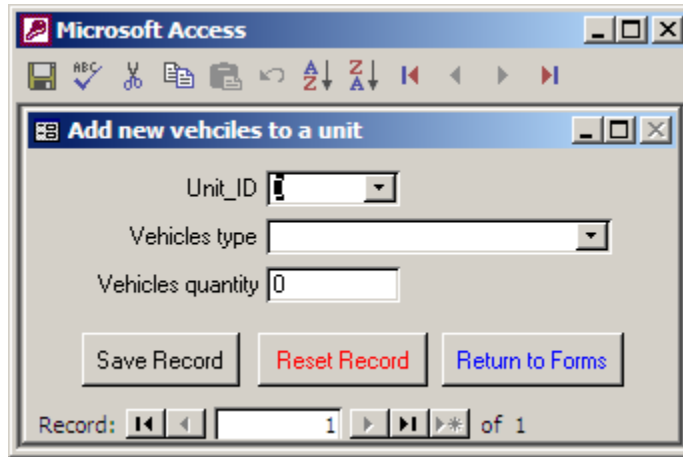 Microsoft Access
ABC A Z Z A
Add new vehciles to a unit
Unit_ID
Vehicles type
Vehicles quantity 0
Save Record Reset Record Return to Forms
Record: 1 of 1